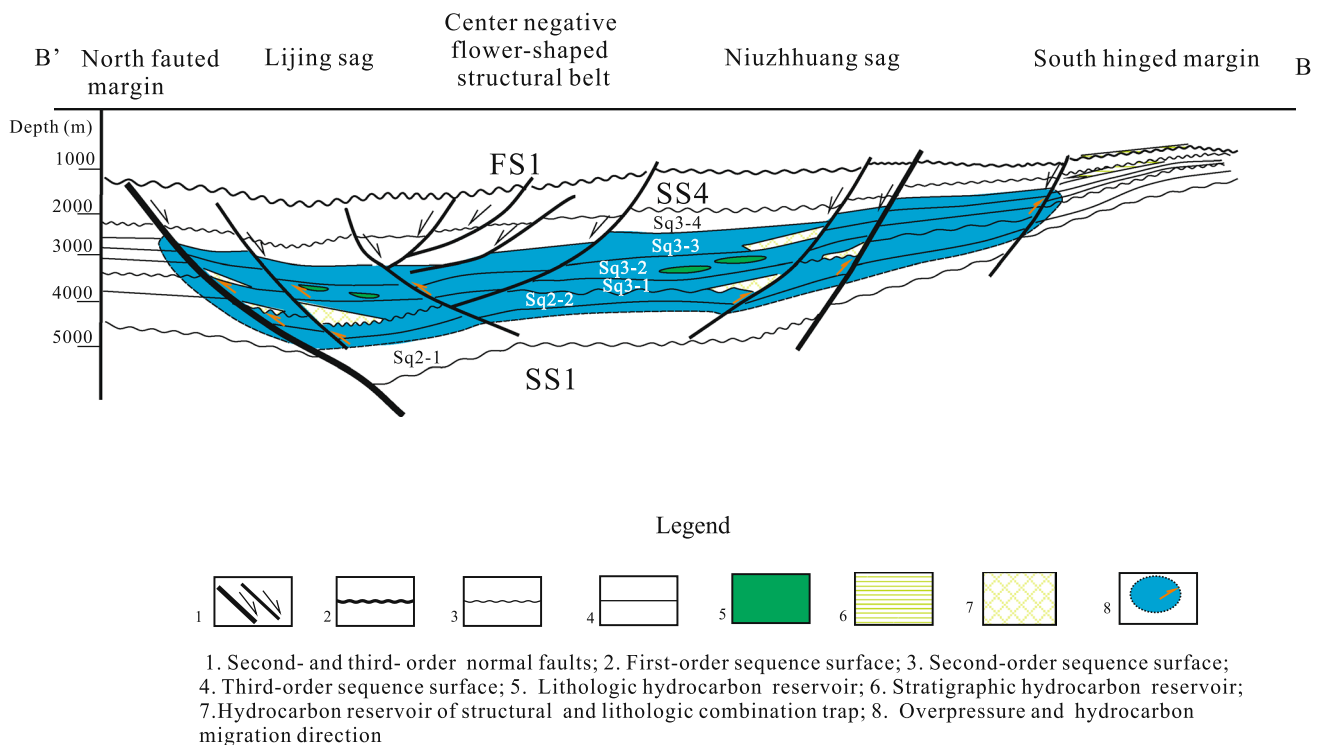 Center negative
flower-shaped
structural belt
B’
North fauted
margin
Lijing sag
Niuzhhuang sag
South hinged margin
B
Depth (m)
1000
2000
3000
4000
5000
FS1
SS4
Sq3-4
Sq3-3
Sq3-2
Sq3-1
Sq2-2
Sq2-1
SS1
Legend
1
2
3
4
5
6
7
8
1. Second- and third- order normal faults; 2. First-order sequence surface; 3. Second-order sequence surface;
4. Third-order sequence surface; 5. Lithologic hydrocarbon reservoir; 6. Stratigraphic hydrocarbon reservoir;
7.Hydrocarbon reservoir of structural and lithologic combination trap; 8. Overpressure and hydrocarbon
migration direction